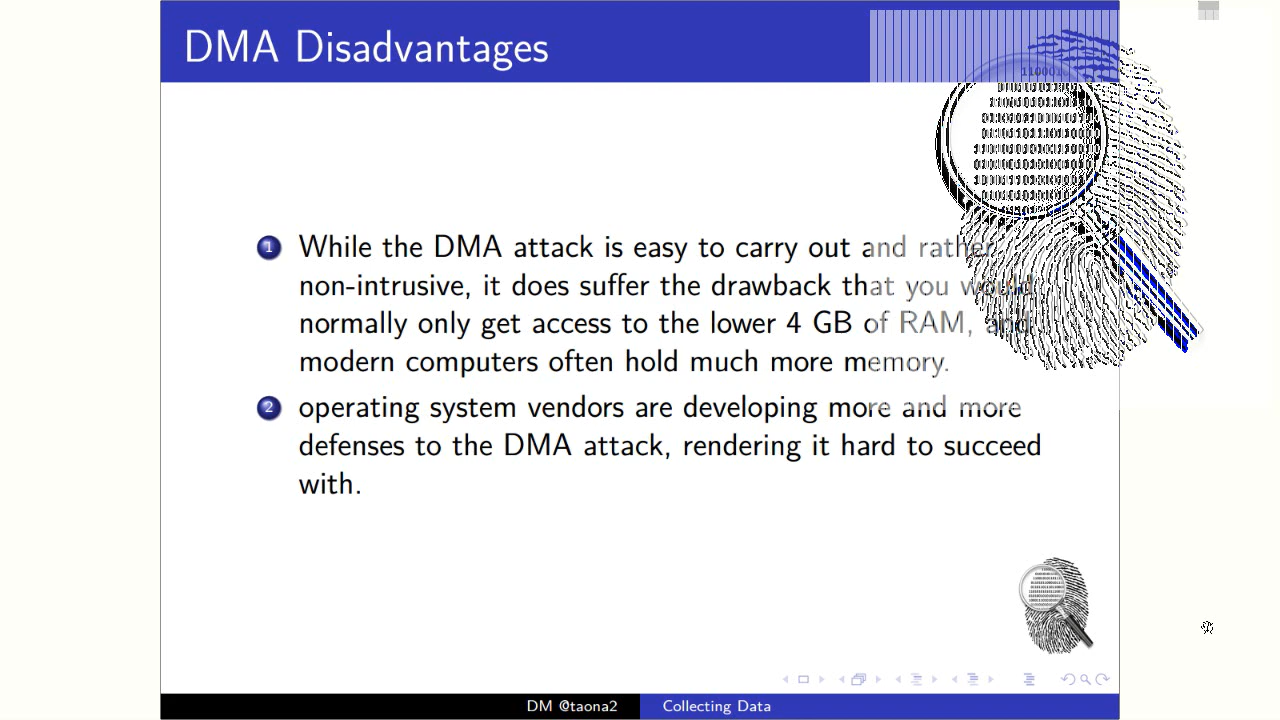 DMA Disadvantages
1 While the DMA attack is easy to carry out and rather
non-intrusive, it does suffer the drawback that you would
normally only get access to the lower 4 GB of RAM, and
modern computers often hold much more memory.
2 operating system vendors are developing more and more
defenses to the DMA attack, rendering it hard to succeed
with.
DM @taona2 Collecting Data